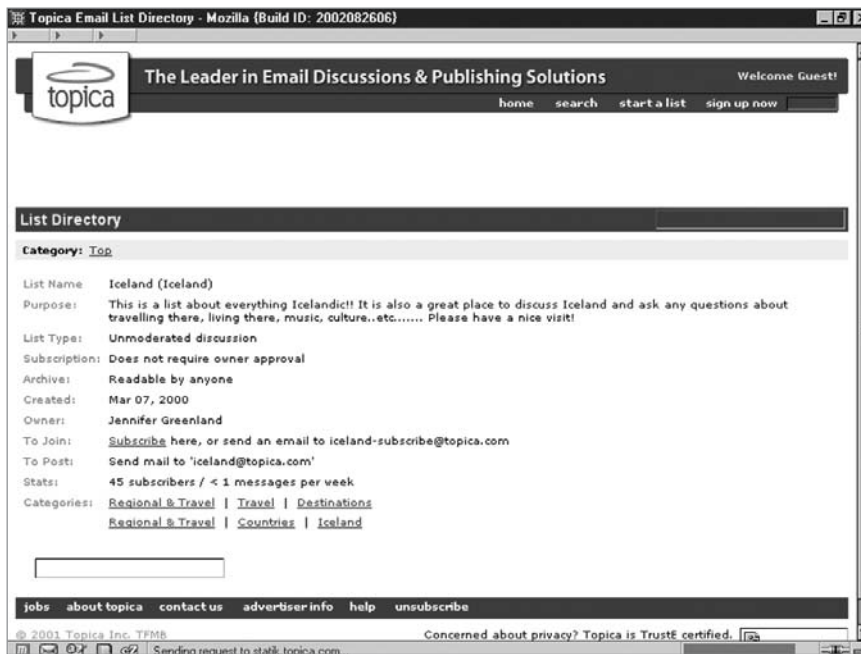 Topica Email List Directory - Mozilla {Build ID: 2002082606}
topica
The Leader in Email Discussions & Publishing Solutions
Welcome Guest!
home search start a list sign up now
List Directory
Category: Top
List Name Iceland (Iceland)
Purpose: This is a list about everything Icelandic!! It is also a great place to discuss Iceland and ask any questions about
travelling there, living there, music, culture..etc....... Please have a nice visit!
List Type: Unmoderated discussion
Subscription: Does not require owner approval
Archive: Readable by anyone
Created: Mar 07, 2000
Owner: Jennifer Greenland
To Join: Subscribe here, or send an email to iceland-subscribe@topica.com
To Post: Send mail to 'iceland@topica.com'
Stats: 45 subscribers / < 1 messages per week
Categories: Regional & Travel | Travel | Destinations
Regional & Travel | Countries | Iceland
jobs about topica contact us advertiser info help unsubscribe
© 2001 Topica Inc. TFMB
Concerned about privacy? Topica is TrustE certified.
Sending request to static.topica.com